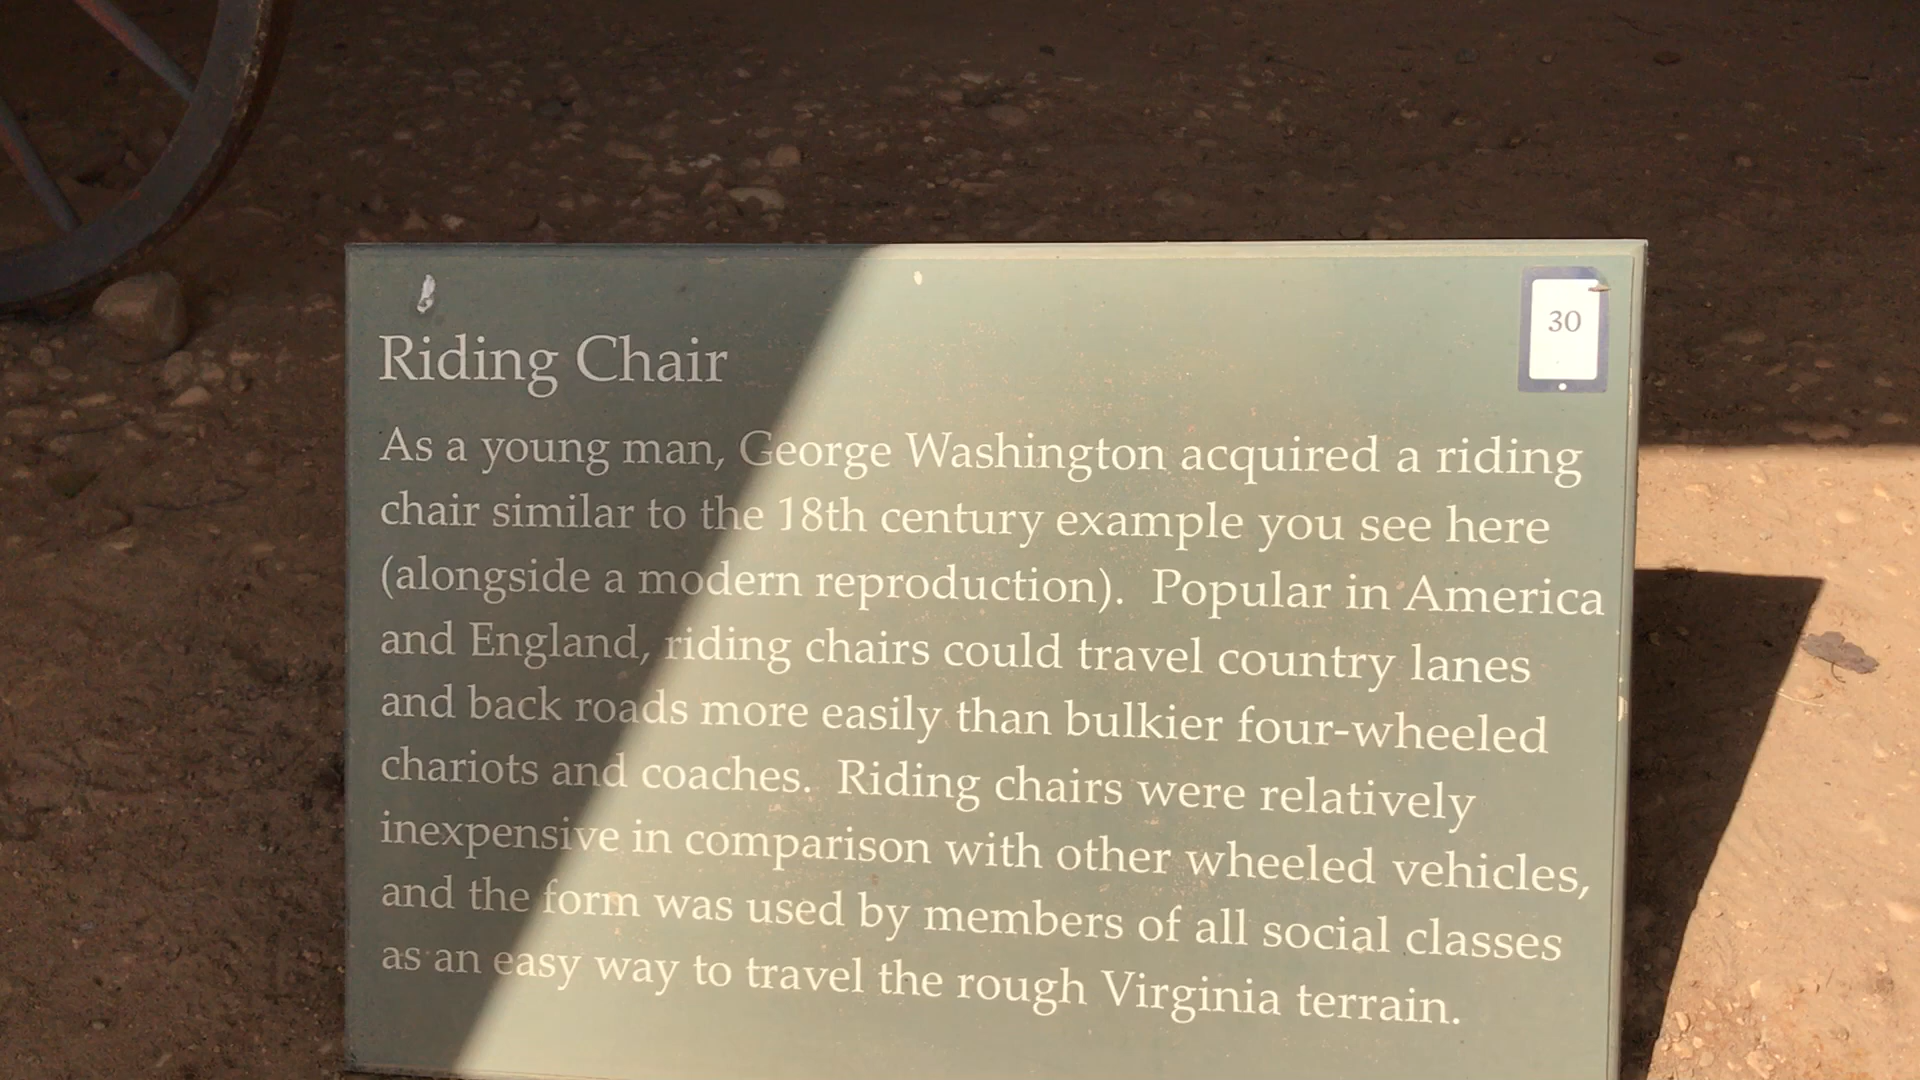 30
Riding Chair
As a young man, George Washington acquired a riding
chair similar to the 18th century example you see here
(alongside a modern reproduction).  Popular in America
and England, riding chairs could travel country lanes
and back roads more easily than bulkier four-wheeled
chariots and coaches.  Riding chairs were relatively
inexpensive in comparison with other wheeled vehicles,
and the form was used by members of all social classes
as an easy way to travel the rough Virginia terrain.